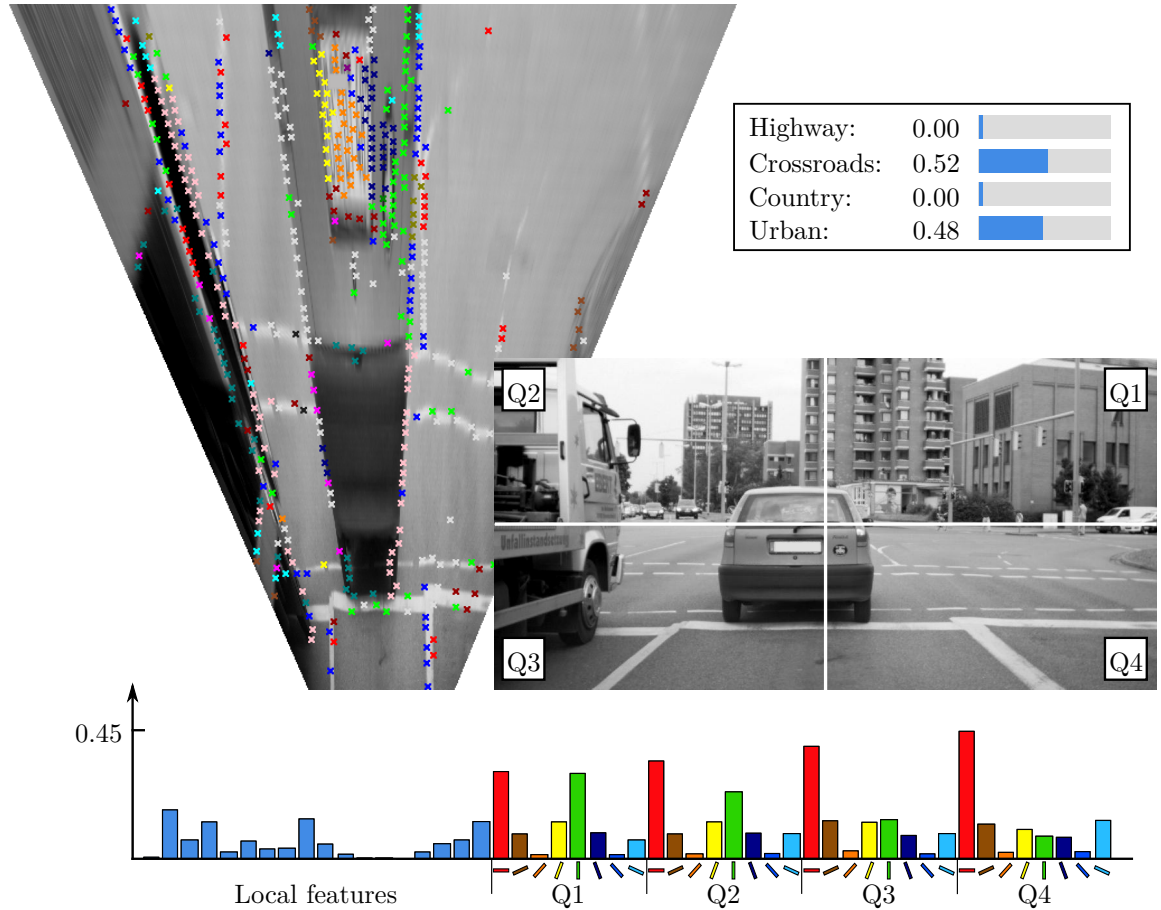 Highway: 0.00
Crossroads: 0.52
Country: 0.00
Urban: 0.48
Q2
Q1
Unfallinstandsetzung
Q3
Q4
0.45
Local features
Q1
Q2
Q3
Q4